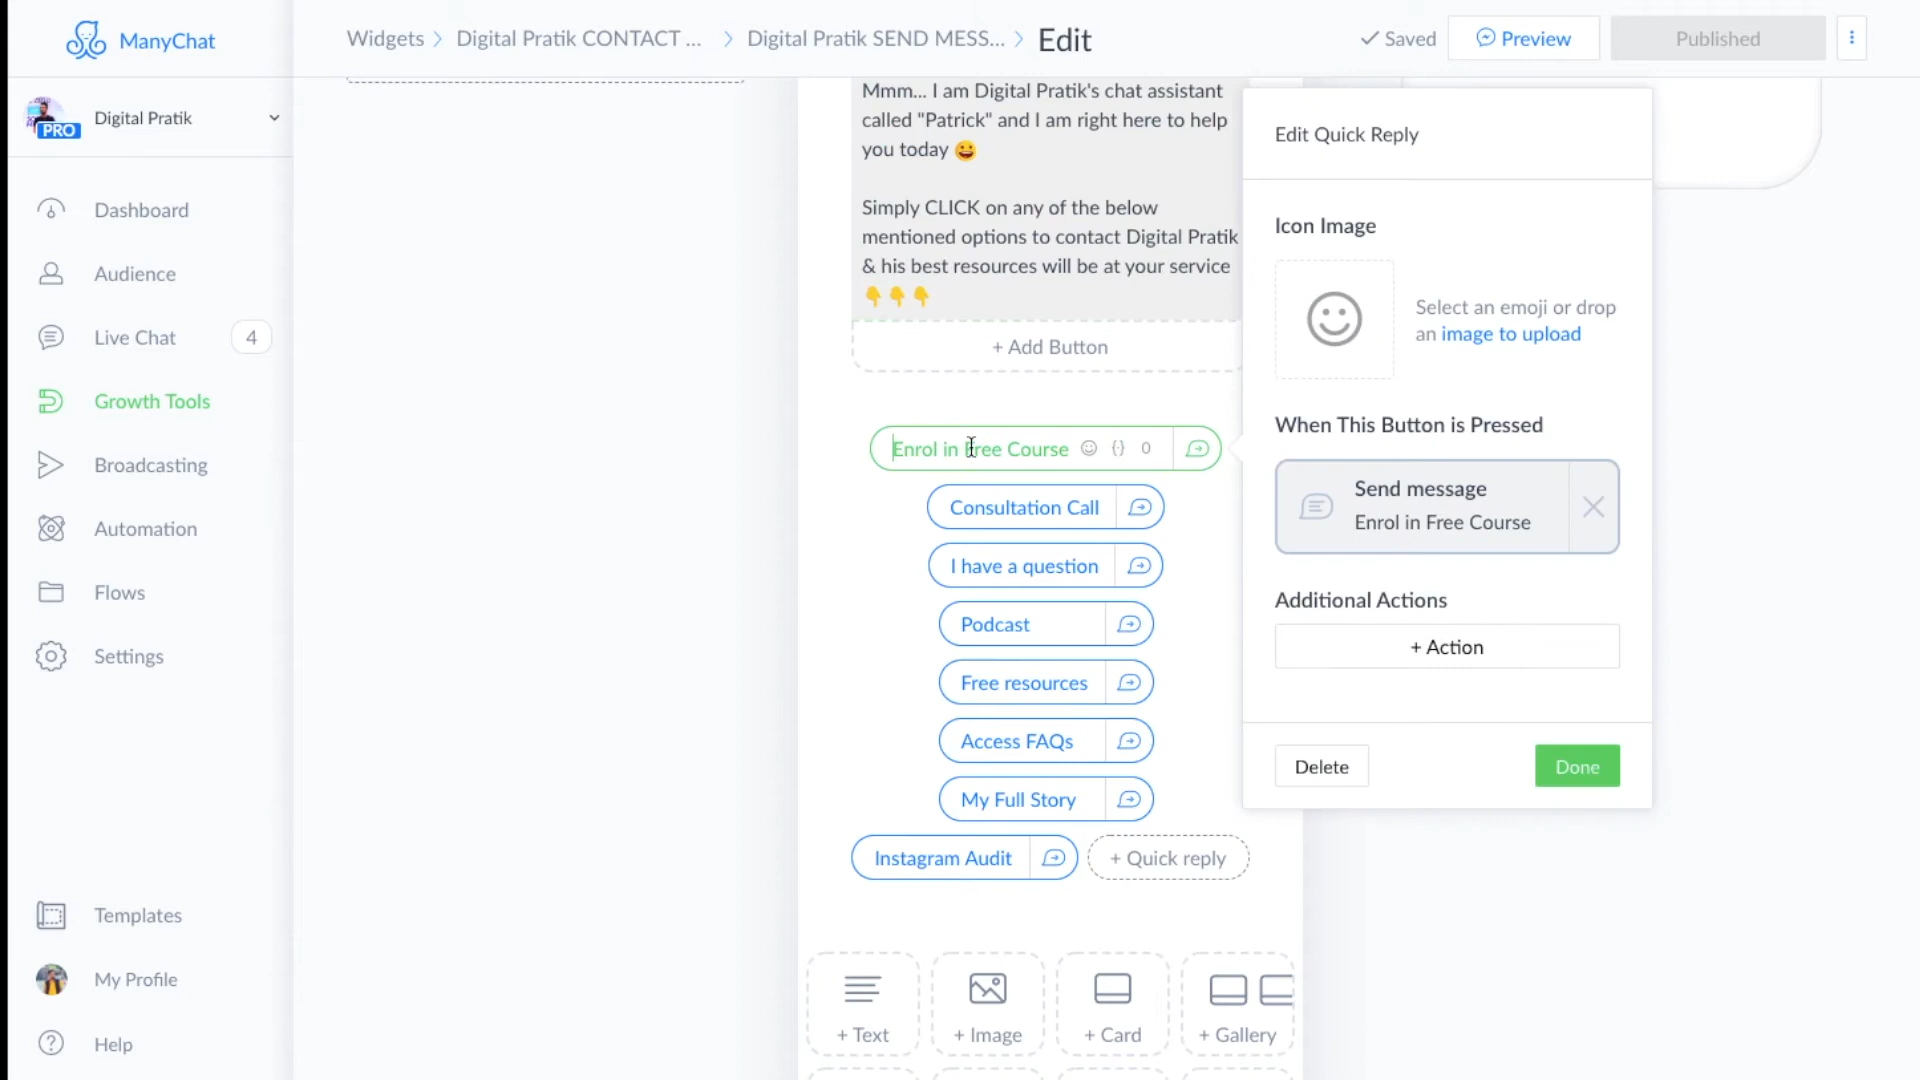 ManyChat
Widgets
Digital Pratik CONTACT ...
Digital Pratik SEND MESS...
Edit
Saved
Preview
Published
PRO
Digital Pratik
Dashboard
Audience
Live Chat
4
Growth Tools
Broadcasting
Automation
Flows
Settings
Templates
My Profile
Help
Mmm... I am Digital Pratik's chat assistant
called "Patrick" and I am right here to help
you today 😀
Simply CLICK on any of the below
mentioned options to contact Digital Pratik
& his best resources will be at your service
👇👇👇
+ Add Button
Enrol in Free Course
0
Consultation Call
I have a question
Podcast
Free resources
Access FAQs
My Full Story
Instagram Audit
+ Quick reply
+ Text
+ Image
+ Card
+ Gallery
Edit Quick Reply
Icon Image
Select an emoji or drop
an image to upload
When This Button is Pressed
Send message
Enrol in Free Course
Additional Actions
+ Action
Delete
Done